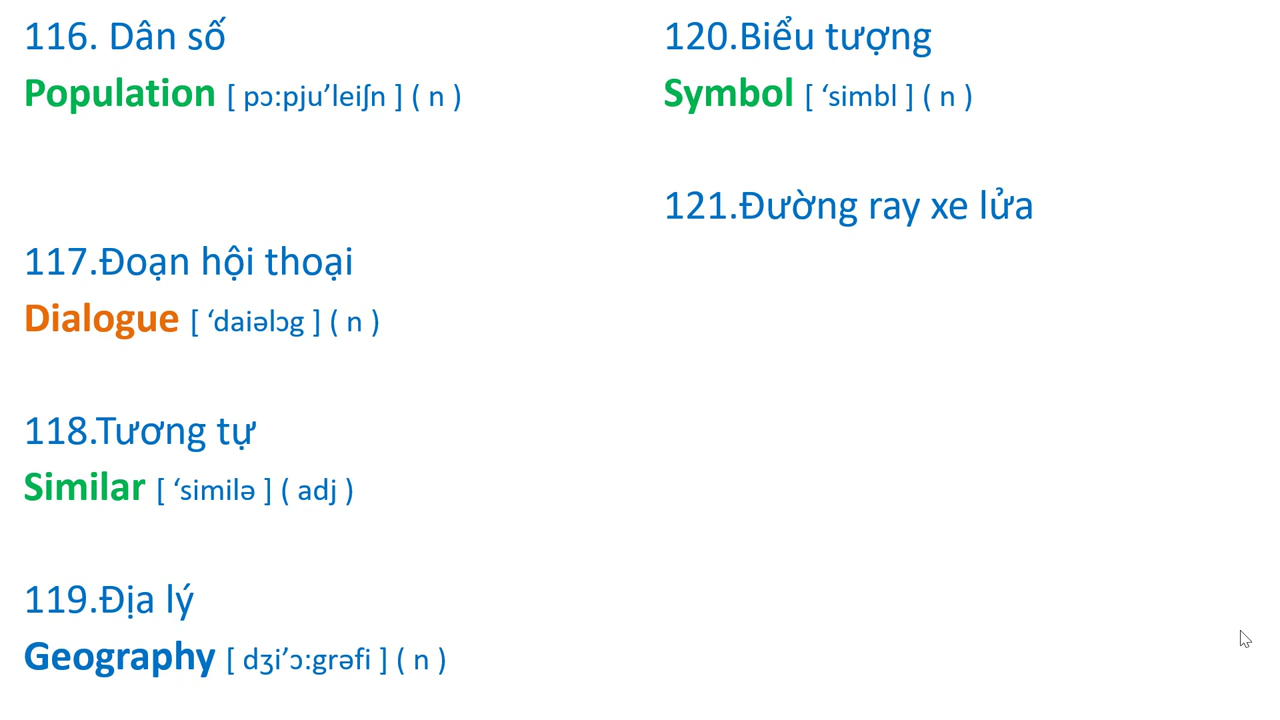 116. Dân số
Population [ pɔ:pju’leiʃn ] ( n )
117.Đoạn hội thoại
Dialogue [ ‘daiəlɔg ] ( n )
118.Tương tự
Similar [ ‘similə ] ( adj )
119.Địa lý
Geography [ dʒi’ɔ:grəfi ] ( n )
120.Biểu tượng
Symbol [ ‘simbl ] ( n )
121.Đường ray xe lửa